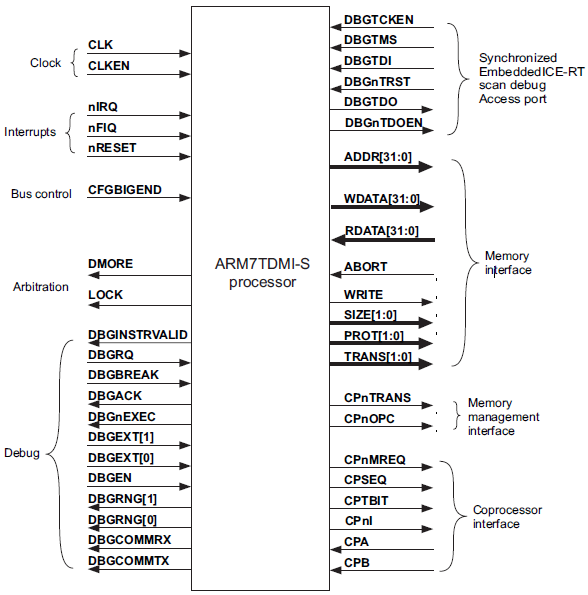 Clock
CLK
CLKEN
Interrupts
nIRQ
nFIQ
nRESET
Bus control
CFGBIGEND
Arbitration
DMORE
LOCK
Debug
DBGINSTRVALID
DBGRQ
DBGBREAK
DBGACK
DBGnEXEC
DBGEXT[1]
DBGEXT[0]
DBGEN
DBGRNG[1]
DBGRNG[0]
DBGCOMMRX
DBGCOMMTX
ARM7TDMI-S
processor
DBGTCKEN
DBGTMS
DBGTDI
DBGnTRST
DBGTDO
DBGnTDOEN
Synchronized
EmbeddedICE-RT
scan debug
Access port
ADDR[31:0]
WDATA[31:0]
RDATA[31:0]
ABORT
WRITE
SIZE[1:0]
PROT[1:0]
TRANS[1:0]
Memory
interface
CPnTRANS
CPnOPC
Memory
management
interface
CPnMREQ
CPSEQ
CPTBIT
CPnI
CPA
CPB
Coprocessor
interface